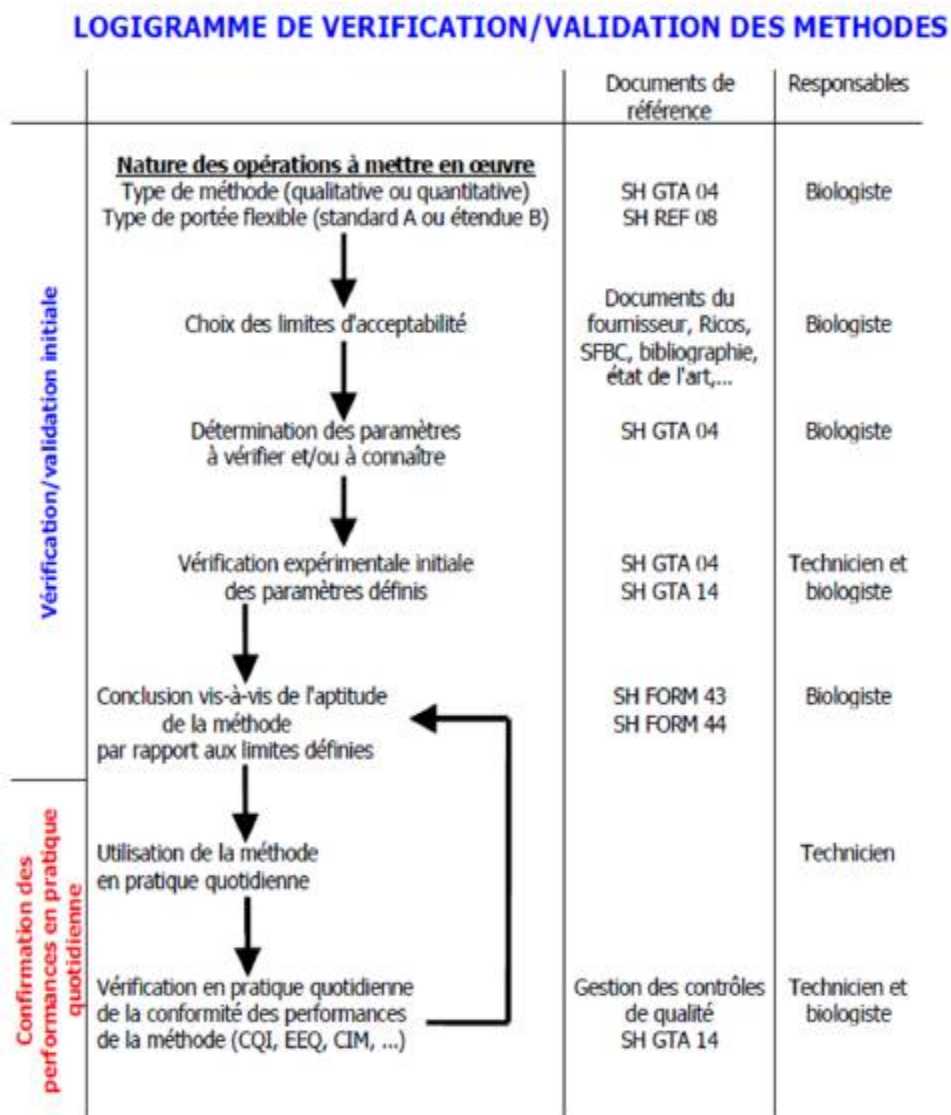 LOGIGRAMME DE VERIFICATION/VALIDATION DES METHODES
Documents de
référence
Responsables
Vérification/validation initiale
Nature des opérations à mettre en œuvre
Type de méthode (qualitative ou quantitative)
Type de portée flexible (standard A ou étendue B)
SH GTA 04
SH REF 08
Biologiste
Choix des limites d'acceptabilité
Documents du
fournisseur, Ricos,
SFBC, bibliographie,
état de l'art,...
Biologiste
Détermination des paramètres
à vérifier et/ou à connaître
SH GTA 04
Biologiste
Vérification expérimentale initiale
des paramètres définis
SH GTA 04
SH GTA 14
Technicien et
biologiste
Conclusion vis-à-vis de l'aptitude
de la méthode
par rapport aux limites définies
SH FORM 43
SH FORM 44
Biologiste
Confirmation des
performances en pratique
quotidienne
Utilisation de la méthode
en pratique quotidienne
Technicien
Vérification en pratique quotidienne
de la conformité des performances
de la méthode (CQI, EEQ, CIM, ...)
Gestion des contrôles
de qualité
SH GTA 14
Technicien et
biologiste